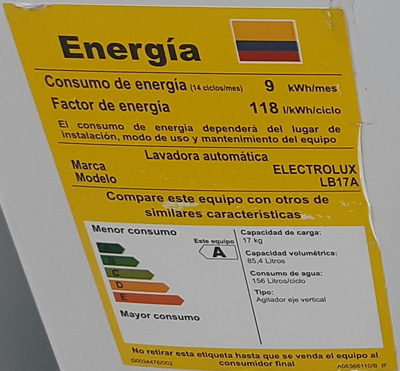 Energía
Consumo de energía (14 ciclos/mes) 9 kWh/mes
Factor de energía 118 l/kWh/ciclo
El consumo de energía dependerá del lugar de
instalación, modo de uso y mantenimiento del equipo
Lavadora automática
Marca ELECTROLUX
Modelo LB17A
Compare este equipo con otros de
similares características
Menor consumo
Este equipo
A
C
D
E
Mayor consumo
Capacidad de carga:
17 kg
Capacidad volumétrica:
85,4 Litros
Consumo de agua:
156 Litros/ciclo
Tipo:
Agitador eje vertical
No retirar esta etiqueta hasta que se venda el equipo al
consumidor final